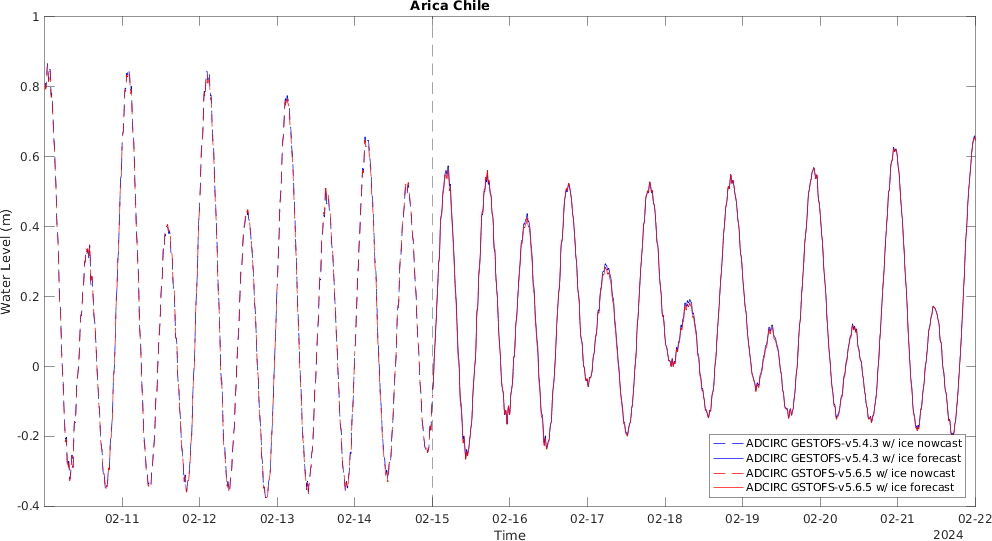 Arica Chile
Water Level (m)
1
0.8
0.6
0.4
0.2
0
-0.2
-0.4
02-11 02-12 02-13 02-14 02-15 02-16 02-17 02-18 02-19 02-20 02-21 02-22
Time
2024
ADCIRC GESTOFS-v5.4.3 w/ ice nowcast
ADCIRC GESTOFS-v5.4.3 w/ ice forecast
ADCIRC GSTOFS-v5.6.5 w/ ice nowcast
ADCIRC GSTOFS-v5.6.5 w/ ice forecast